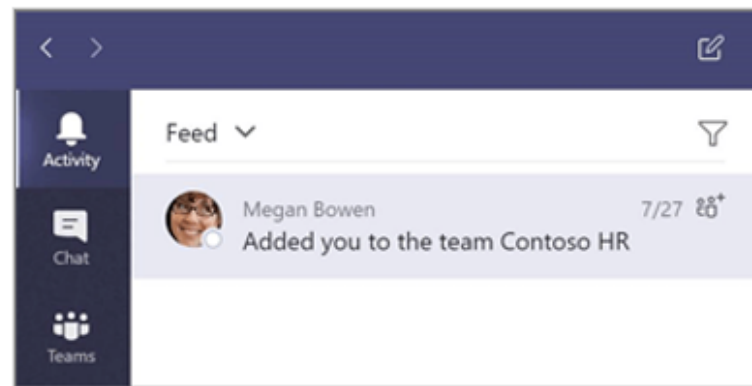 Feed
Activity
Megan Bowen 7/27
Added you to the team Contoso HR
Chat
Teams